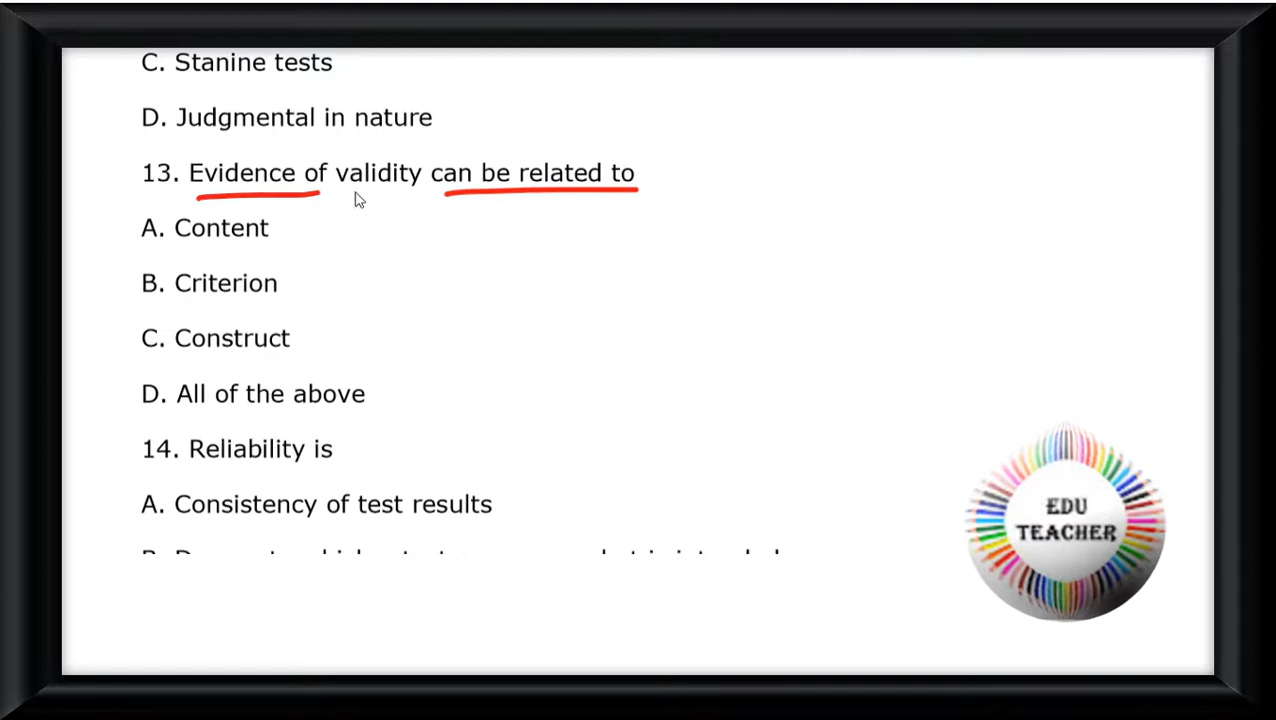 C. Stanine tests
D. Judgmental in nature
13. Evidence of validity can be related to
A. Content
B. Criterion
C. Construct
D. All of the above
14. Reliability is
A. Consistency of test results
EDU
TEACHER